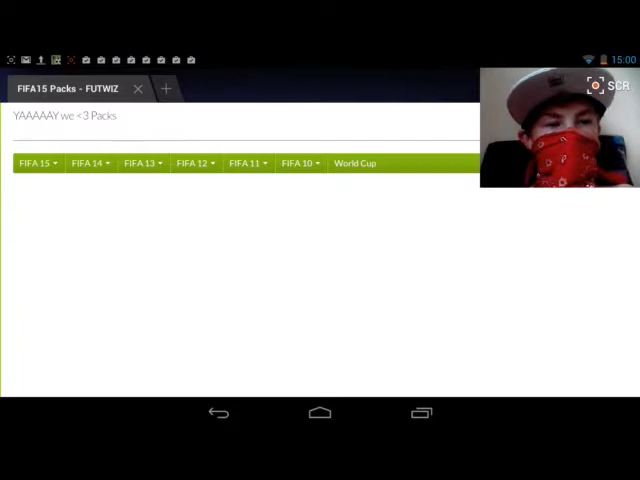 15:00
FIFA15 Packs - FUTWIZ
SCR
YAAAAAY we <3 Packs
FIFA 15 FIFA 14 FIFA 13 FIFA 12 FIFA 11 FIFA 10 World Cup